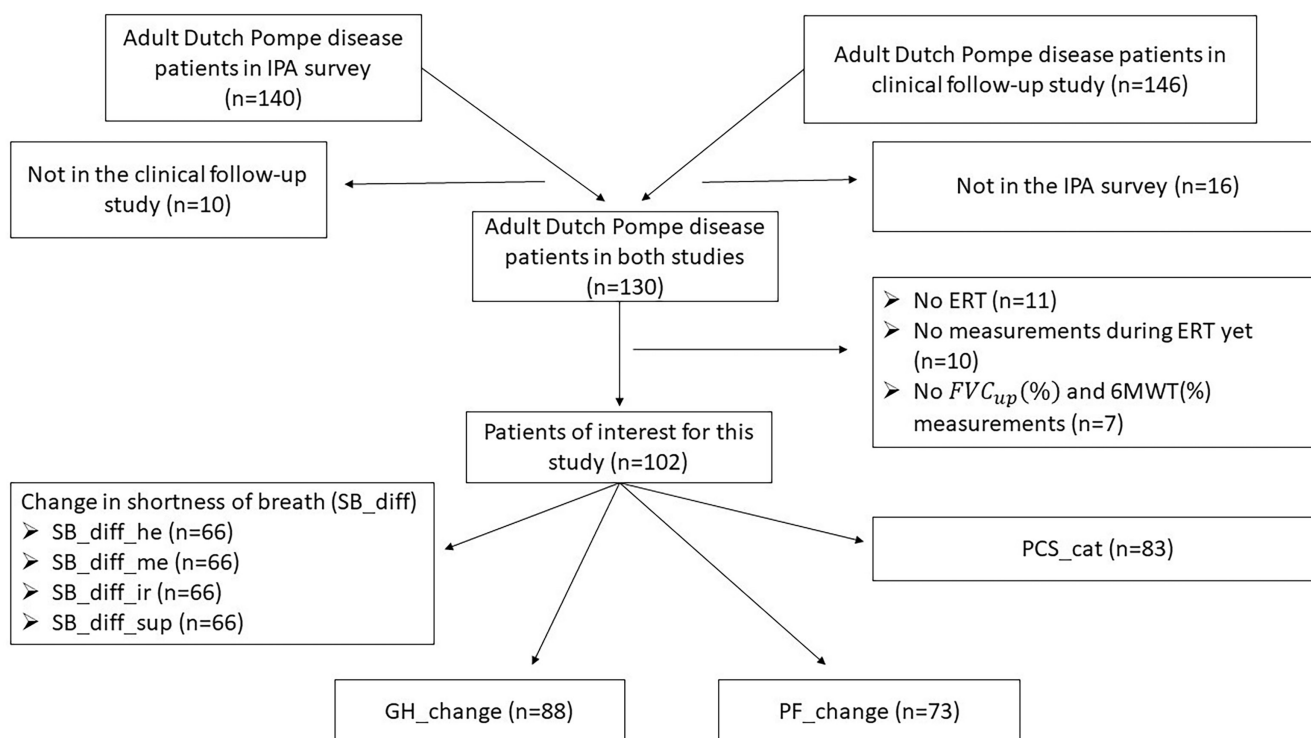 Adult Dutch Pompe disease
patients in IPA survey
(n=140)
Adult Dutch Pompe disease patients in
clinical follow-up study (n=146)
Not in the clinical follow-up
study (n=10)
Not in the IPA survey (n=16)
Adult Dutch Pompe disease
patients in both studies
(n=130)
➢ No ERT (n=11)
➢ No measurements during ERT yet
(n=10)
➢ No FVC_up(%) and 6MWT(%)
measurements (n=7)
Patients of interest for this
study (n=102)
Change in shortness of breath (SB_diff)
➢ SB_diff_he (n=66)
➢ SB_diff_me (n=66)
➢ SB_diff_ir (n=66)
➢ SB_diff_sup (n=66)
PCS_cat (n=83)
GH_change (n=88)
PF_change (n=73)